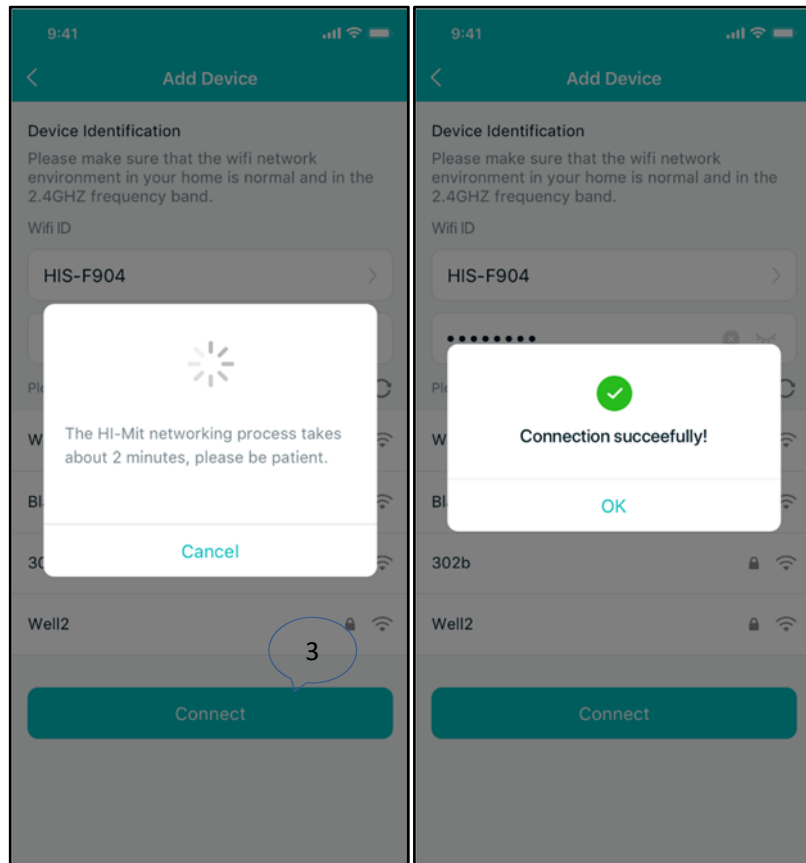 9:41
Add Device
Device Identification
Please make sure that the wifi network
environment in your home is normal and in the
2.4GHZ frequency band.
Wifi ID
HIS-F904
The HI-Mit networking process takes
about 2 minutes, please be patient.
Cancel
Well2
3
Connect
9:41
Add Device
Device Identification
Please make sure that the wifi network
environment in your home is normal and in the
2.4GHZ frequency band.
Wifi ID
HIS-F904
Connection succeefully!
OK
302b
Well2
Connect